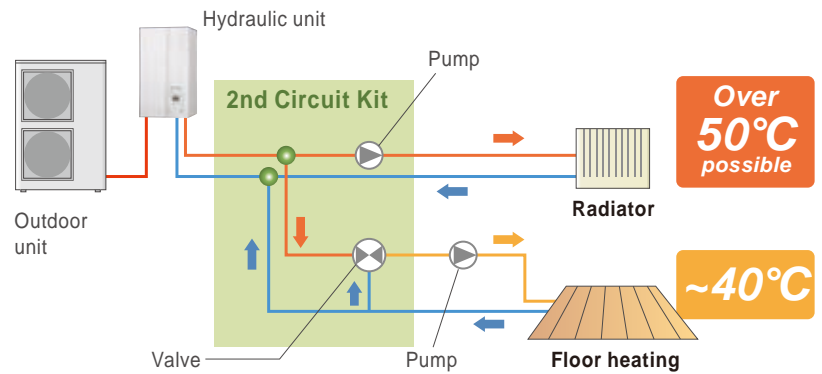 Hydraulic unit
Pump
2nd Circuit Kit
Over
50°C
possible
Radiator
Outdoor
unit
~40°C
Valve
Pump
Floor heating